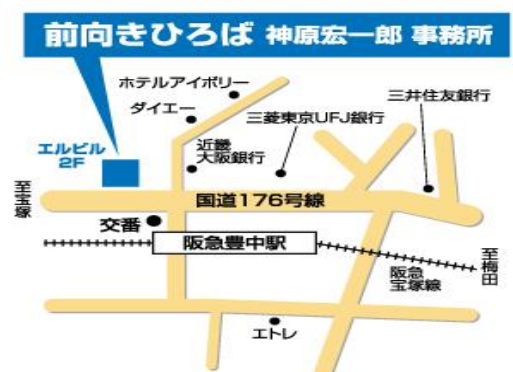 前向きひろば 神原宏一郎 事務所
ホテルアイボリー
ダイエー
三井住友銀行
三菱東京UFJ銀行
近畿
大阪銀行
エルビル
2F
至宝塚
国道176号線
交番
阪急豊中駅
至梅田
阪急
宝塚線
エトレ